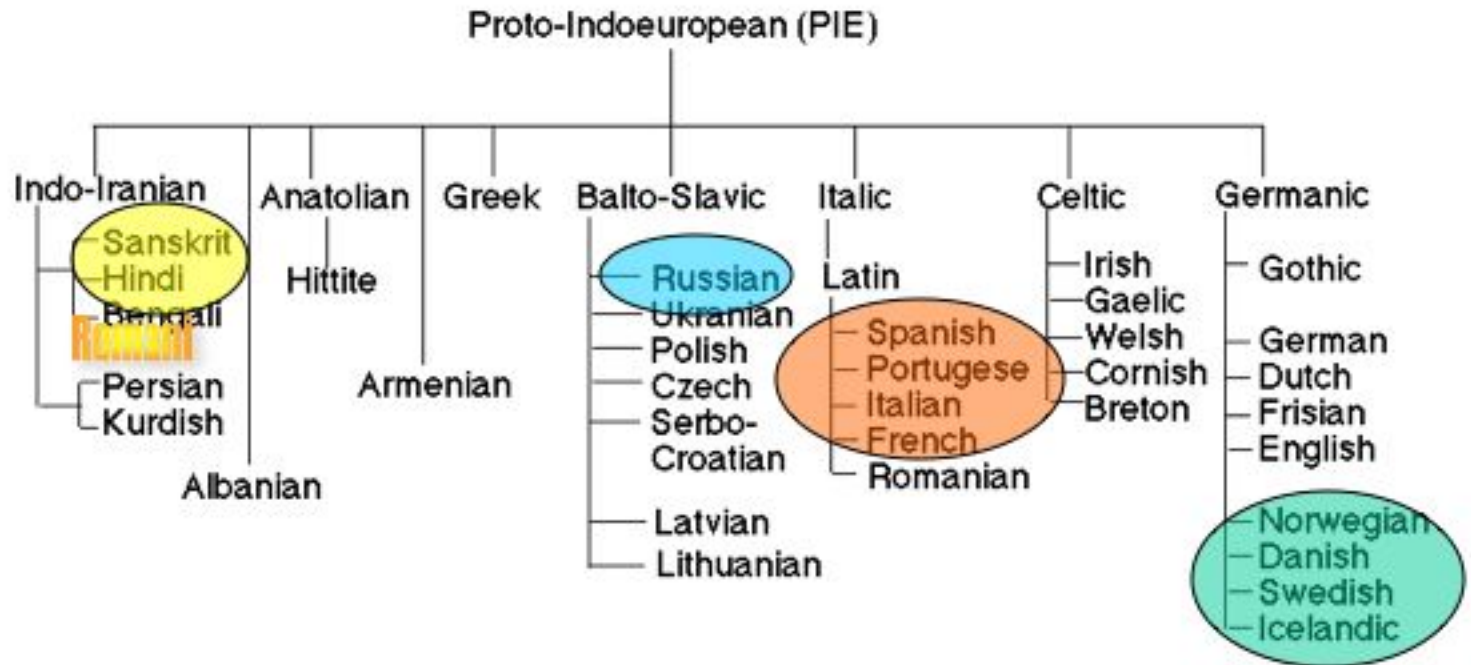 Proto-Indoeuropean (PIE)
Indo-Iranian
Sanskrit
Hindi
Bengali
Romani
Persian
Kurdish
Albanian
Anatolian
Hittite
Armenian
Greek
Balto-Slavic
Russian
Ukranian
Polish
Czech
Serbo-
Croatian
Latvian
Lithuanian
Italic
Latin
Spanish
Portugese
Italian
French
Romanian
Celtic
Irish
Gaelic
Welsh
Cornish
Breton
Germanic
Gothic
German
Dutch
Frisian
English
Norwegian
Danish
Swedish
Icelandic